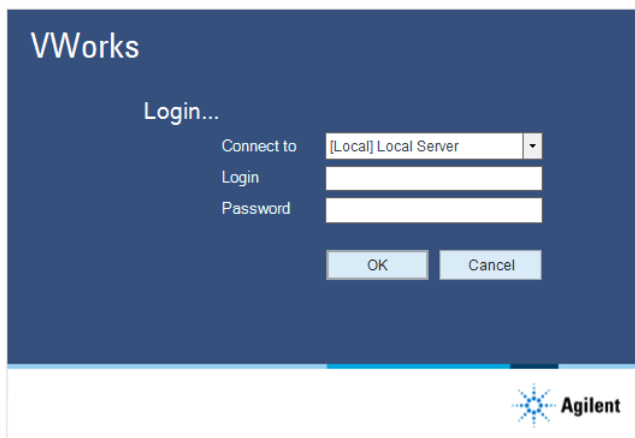 VWorks
Login...
Connect to [Local] Local Server
Login
Password
OK Cancel
Agilent